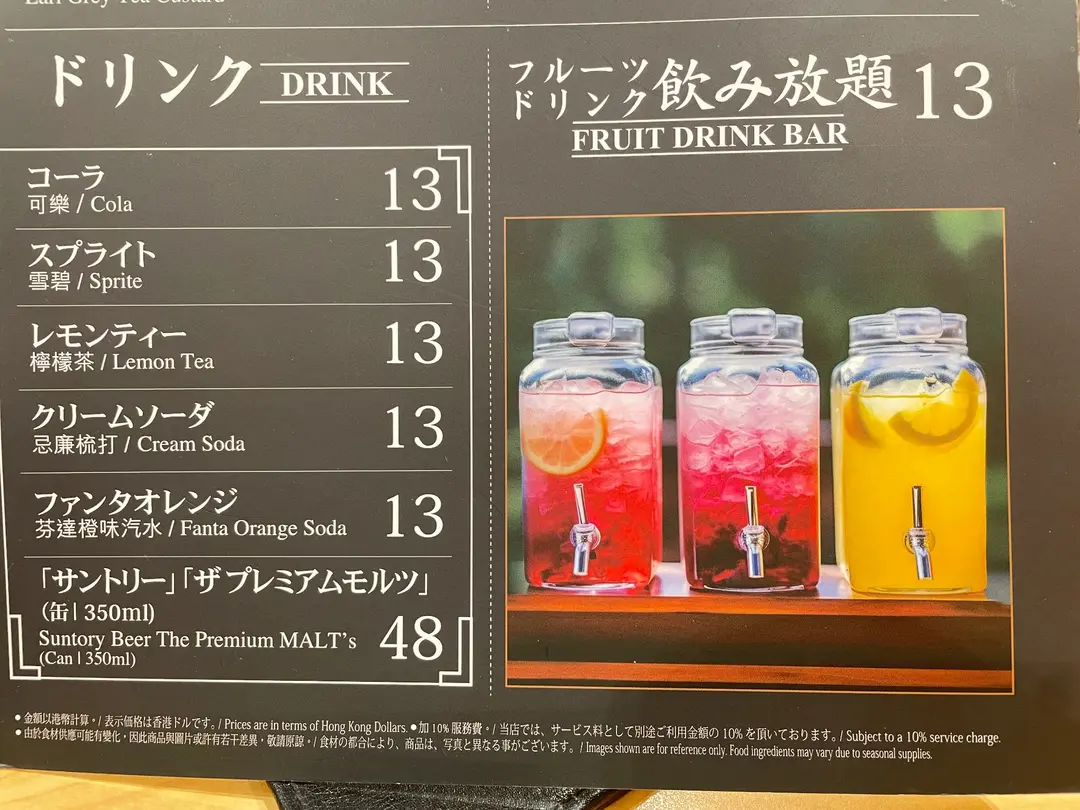 Earl Grey Tea Custard
ドリンク DRINK
コーラ
可樂 / Cola 13
スプライト
雪碧 / Sprite 13
レモンティー
檸檬茶 / Lemon Tea 13
クリームソーダ
忌廉梳打 / Cream Soda 13
ファンタオレンジ
芬達橙味汽水 / Fanta Orange Soda 13
「サントリー」「ザ プレミアムモルツ」
(缶 | 350ml)
Suntory Beer The Premium MALT's 48
(Can | 350ml)
フルーツ
ドリンク 飲み放題 13
FRUIT DRINK BAR
● 金額以港幣計算。/ 表示価格は香港ドルです。/ Prices are in terms of Hong Kong Dollars. ● 加 10% 服務費。/ 当店では、サービス料として別途ご利用金額の 10% を頂いております。/ Subject to a 10% service charge.
● 由於食材供應可能有變化，因此商品與圖片或許有若干差異，敬請原諒。/ 食材の都合により、商品は、写真と異なる事がございます。/ Images shown are for reference only. Food ingredients may vary due to seasonal supplies.